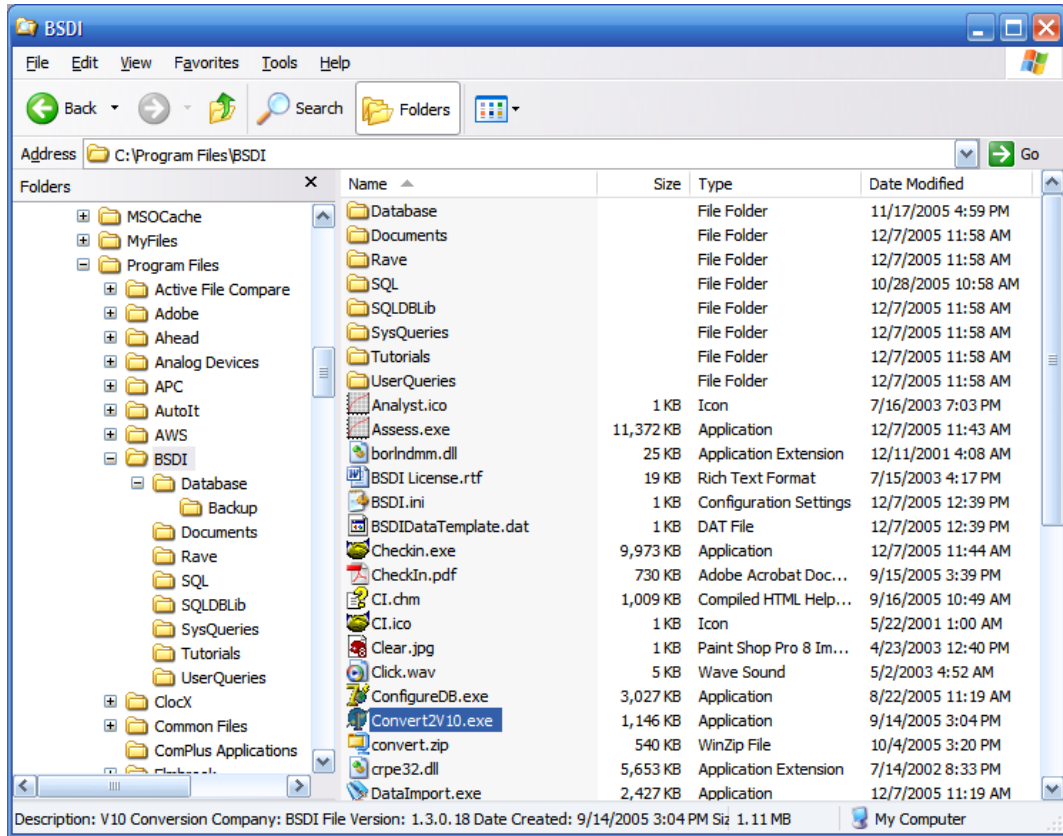 BSDI
File Edit View Favorites Tools Help
Back Search Folders
Address C:\Program Files\BSDI Go
Folders x
MSOCache
MyFiles
Program Files
Active File Compare
Adobe
Ahead
Analog Devices
APC
AutoIt
AWS
BSDI
Database
Backup
Documents
Rave
SQL
SQLDBLib
SysQueries
Tutorials
UserQueries
ClocX
Common Files
ComPlus Applications
Name Size Type Date Modified
Database File Folder 11/17/2005 4:59 PM
Documents File Folder 12/7/2005 11:58 AM
Rave File Folder 12/7/2005 11:58 AM
SQL File Folder 10/28/2005 10:58 AM
SQLDBLib File Folder 12/7/2005 11:58 AM
SysQueries File Folder 12/7/2005 11:58 AM
Tutorials File Folder 12/7/2005 11:58 AM
UserQueries File Folder 12/7/2005 11:58 AM
Analyst.ico 1 KB Icon 7/16/2003 7:03 PM
Assess.exe 11,372 KB Application 12/7/2005 11:43 AM
borlndmm.dll 25 KB Application Extension 12/11/2001 4:08 AM
BSDI License.rtf 19 KB Rich Text Format 7/15/2003 4:17 PM
BSDI.ini 1 KB Configuration Settings 12/7/2005 12:39 PM
BSDIDataTemplate.dat 1 KB DAT File 12/7/2005 12:39 PM
Checkin.exe 9,973 KB Application 12/7/2005 11:44 AM
CheckIn.pdf 730 KB Adobe Acrobat Doc... 9/15/2005 3:39 PM
CI.chm 1,009 KB Compiled HTML Help... 9/16/2005 10:49 AM
CI.ico 1 KB Icon 5/22/2001 1:00 AM
Clear.jpg 1 KB Paint Shop Pro 8 Im... 4/23/2003 12:40 PM
Click.wav 5 KB Wave Sound 5/2/2003 4:52 AM
ConfigureDB.exe 3,027 KB Application 8/22/2005 11:19 AM
Convert2V10.exe 1,146 KB Application 9/14/2005 3:04 PM
convert.zip 540 KB WinZip File 10/4/2005 3:20 PM
crpe32.dll 5,653 KB Application Extension 7/14/2002 8:33 PM
DataImport.exe 2,427 KB Application 12/7/2005 11:19 AM
Description: V10 Conversion Company: BSDI File Version: 1.3.0.18 Date Created: 9/14/2005 3:04 PM Siz 1.11 MB My Computer